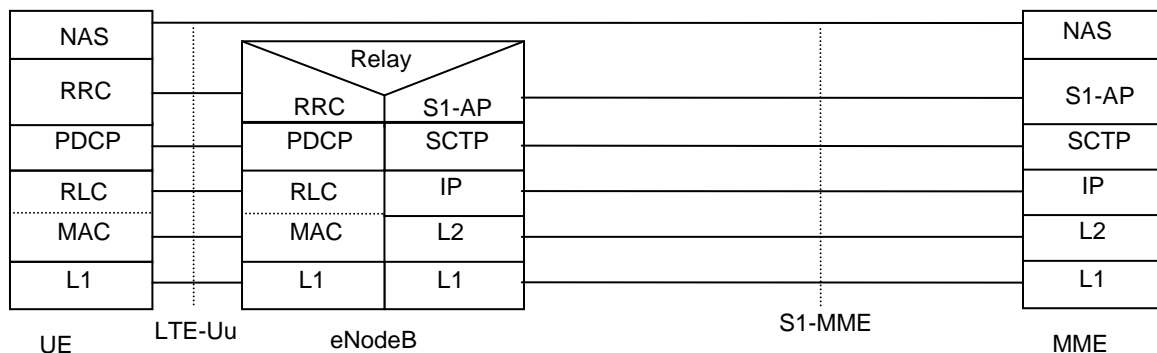 NAS NAS
Relay
RRC RRC S1-AP S1-AP
PDCP PDCP SCTP SCTP
RLC RLC IP IP
MAC MAC L2 L2
L1 L1 L1 L1
LTE-Uu S1-MME
UE eNodeB MME